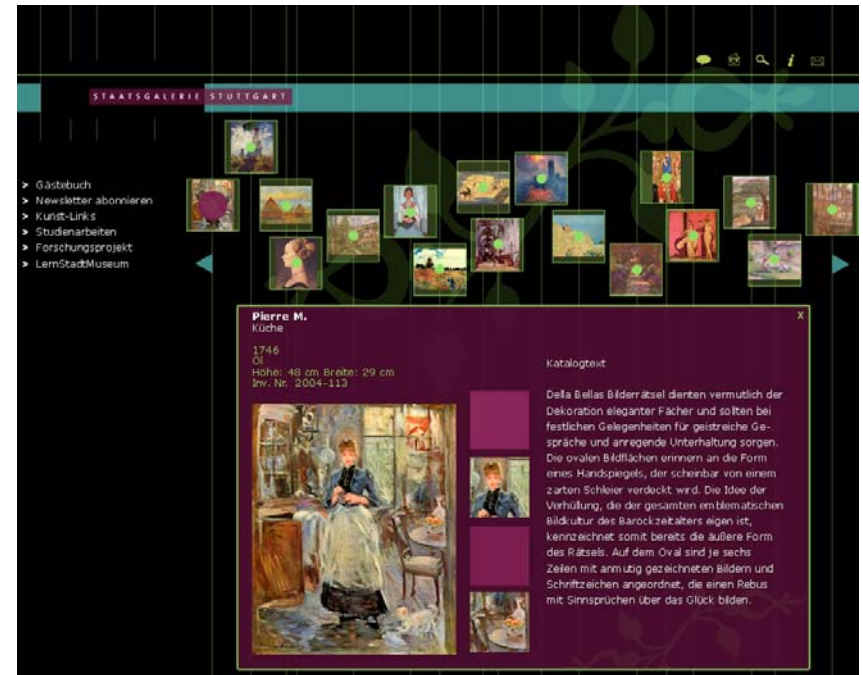 STAATSGALERIE STUTTGART
> Gästebuch
> Newsletter abonnieren
> Kunst-Links
> Studienarbeiten
> Forschungsprojekt
> LernStadtMuseum
Pierre M.
X
Küche
1746
Öl
Höhe: 48 cm Breite: 29 cm
Inv. Nr. 2004-113
Katalogtext
Della Bellas Bilderrätsel dienten vermutlich der
Dekoration eleganter Fächer und sollten bei
festlichen Gelegenheiten für geistreiche Ge-
spräche und anregende Unterhaltung sorgen.
Die ovalen Bildflächen erinnern an die Form
eines Handspiegels, der scheinbar von einem
zarten Schleier verdeckt wird. Die Idee der
Verhüllung, die der gesamten emblematischen
Bildkultur des Barockzeitalters eigen ist,
kennzeichnet somit bereits die äußere Form
des Rätsels. Auf dem Oval sind je sechs
Zeilen mit anmutig gezeichneten Bildern und
Schriftzeichen angeordnet, die einen Rebus
mit Sinnsprüchen über das Glück bilden.